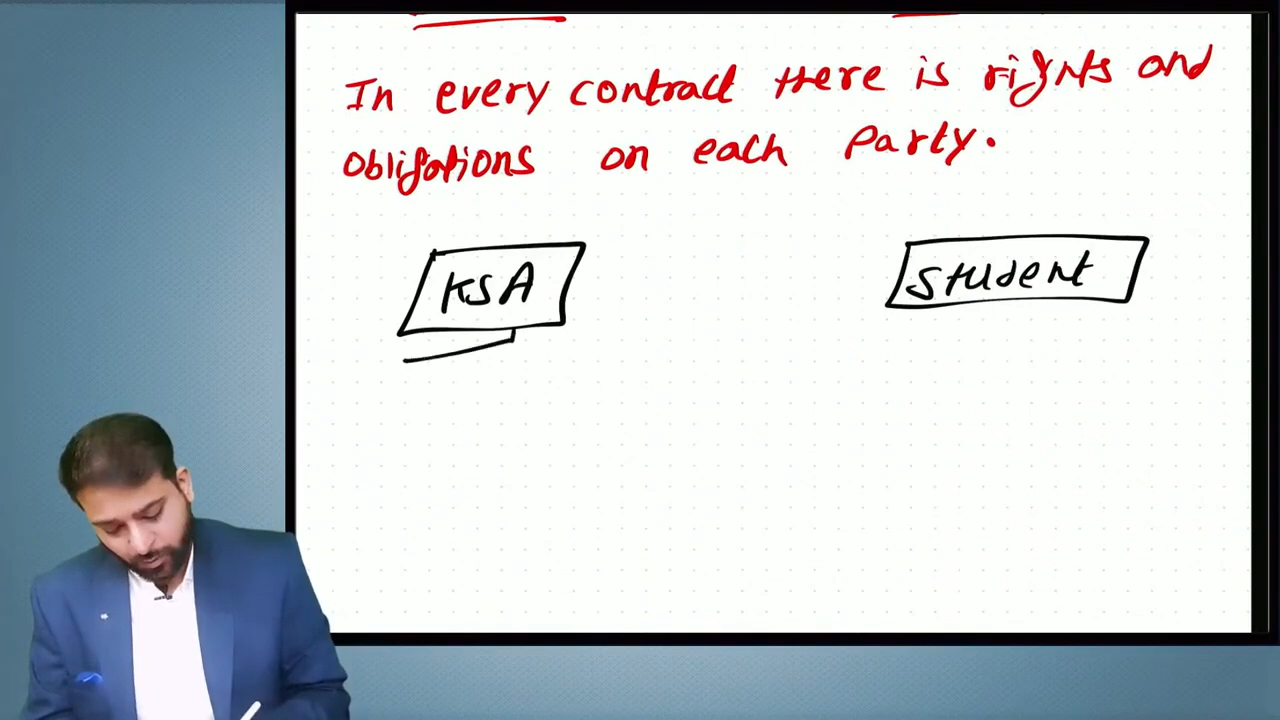 In every contract there is rights and
obligations on each Party.
KSA
Student